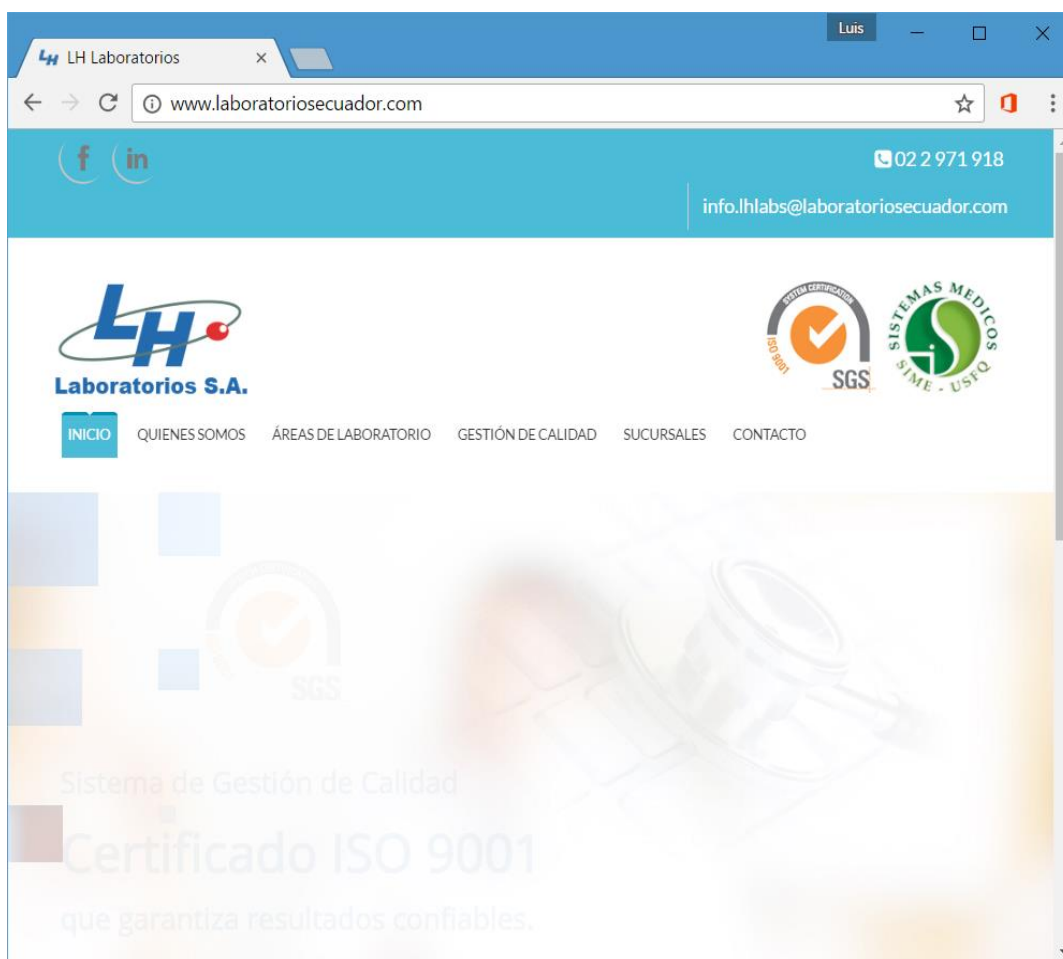 Luis
LH LH Laboratorios
www.laboratoriosecuador.com
f in
02 2 971 918
info.lhlabs@laboratoriosecuador.com
LH
Laboratorios S.A.
SYSTEM CERTIFICATION
ISO 9001
SGS
SISTEMAS MEDICOS
SIME - USFQ
INICIO QUIENES SOMOS ÁREAS DE LABORATORIO GESTIÓN DE CALIDAD SUCURSALES CONTACTO
SGS
Sistema de Gestión de Calidad
Certificado ISO 9001
que garantiza resultados confiables.